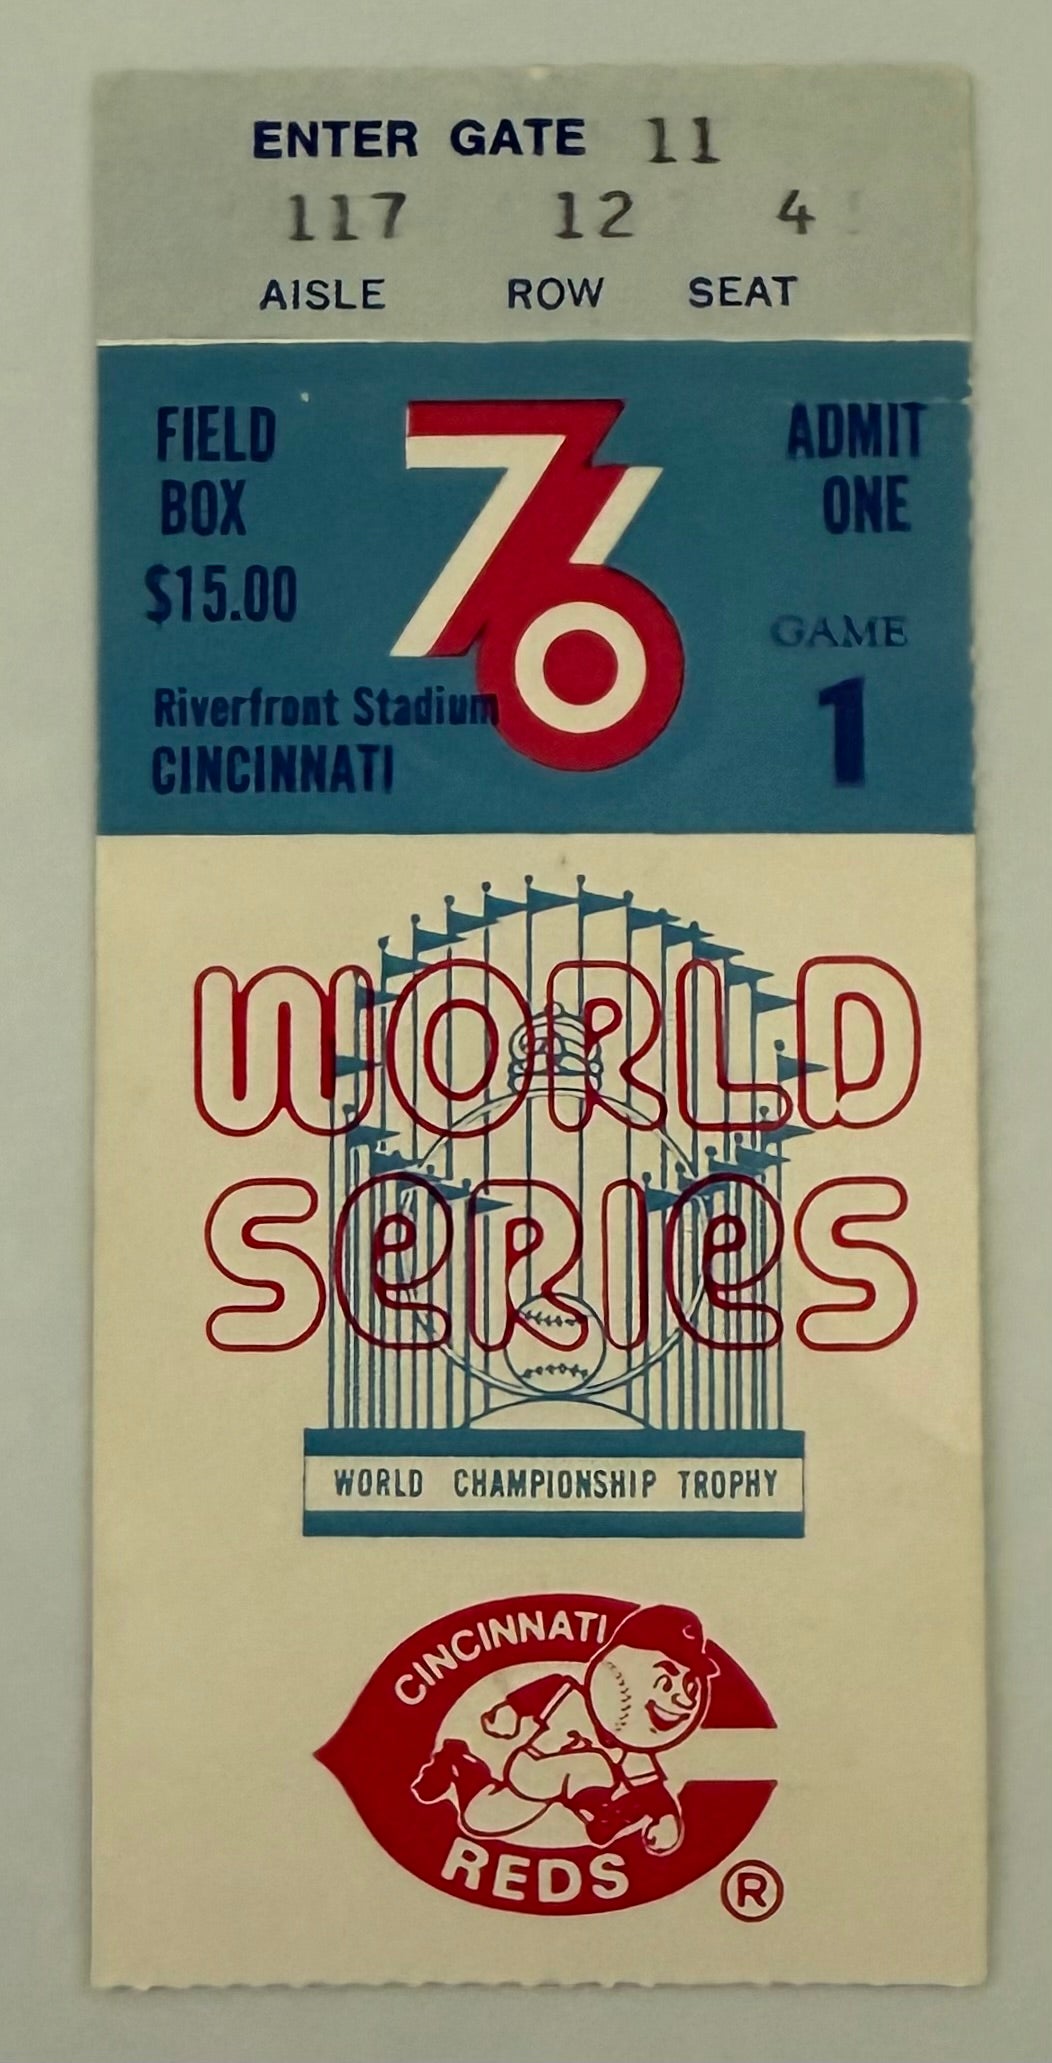 ENTER GATE 11
117 12 4
AISLE ROW SEAT
FIELD
BOX
$15.00
76
ADMIT
ONE
GAME
1
Riverfront Stadium
CINCINNATI
WORLD
SERIES
WORLD CHAMPIONSHIP TROPHY
CINCINNATI
REDS
®